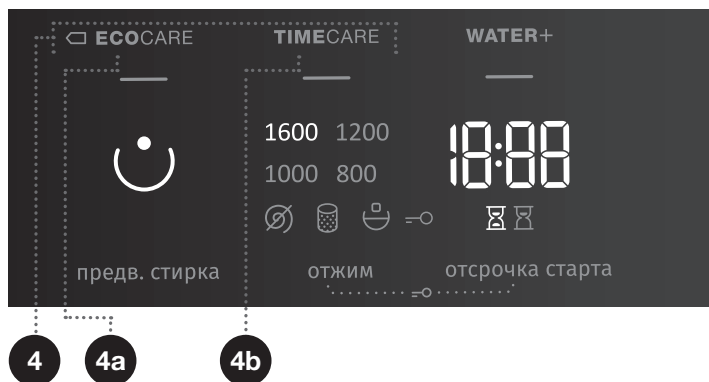 ECOCARE TIMECARE WATER+
1600 1200
1000 800
18:88
предв. стирка отжим отсрочка старта
4 4a 4b